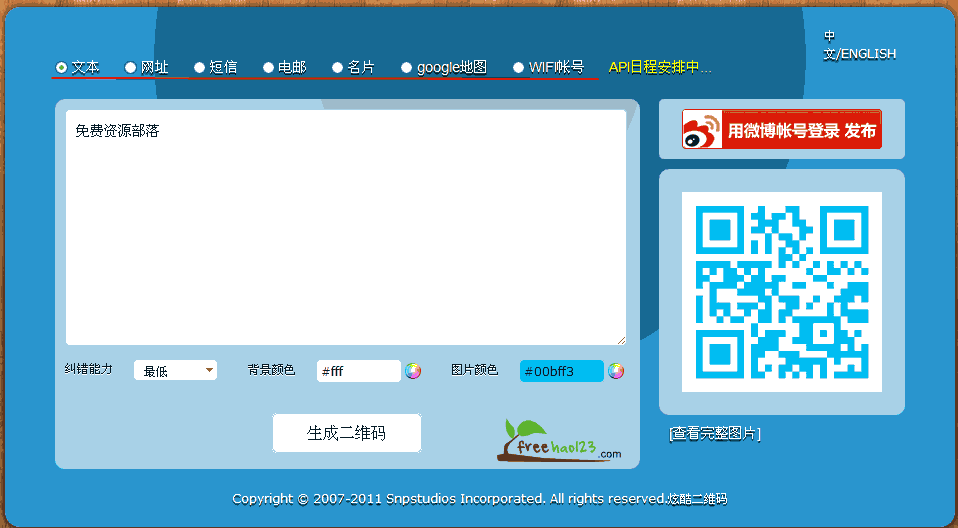 中
文/ENGLISH
文本 网址 短信 电邮 名片 google地图 WIFI帐号 API日程安排中...
免费资源部落
用微博帐号登录 发布
纠错能力 最低 背景颜色 #fff 图片颜色 #00bff3
生成二维码
freehao123.com
[查看完整图片]
Copyright © 2007-2011 Snpstudios Incorporated. All rights reserved.炫酷二维码